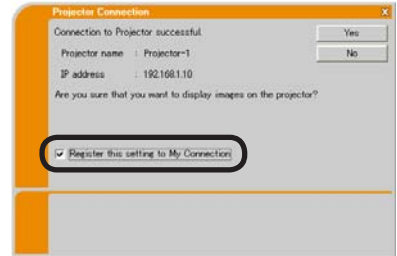 Projector Connection
Connection to Projector successful.
Yes
Projector name : Projector-1
No
IP address : 192.168.1.10
Are you sure that you want to display images on the projector?
Register this setting to My Connection